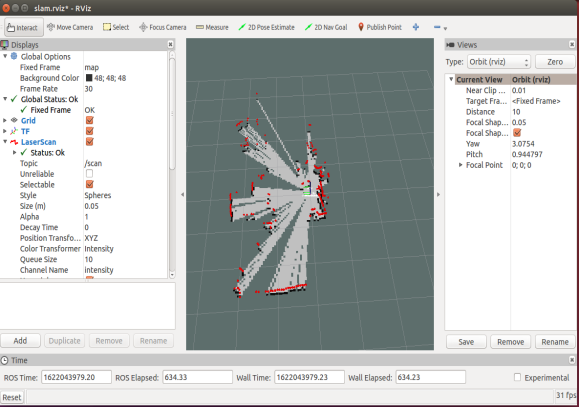 slam.rviz* - RViz
Interact Move Camera Select Focus Camera Measure 2D Pose Estimate 2D Nav Goal Publish Point
Displays
Global Options
Fixed Frame map
Background Color 48; 48; 48
Frame Rate 30
Global Status: Ok
Fixed Frame OK
Grid
TF
LaserScan
Status: Ok
Topic /scan
Unreliable
Selectable
Style Spheres
Size (m) 0.05
Alpha 1
Decay Time 0
Position Transfo... XYZ
Color Transformer Intensity
Queue Size 10
Channel Name intensity
Add Duplicate Remove Rename
Views
Type: Orbit (rviz) Zero
Current View Orbit (rviz)
Near Clip ... 0.01
Target Fra... <Fixed Frame>
Distance 10
Focal Shap... 0.05
Focal Shap...
Yaw 3.0754
Pitch 0.944797
Focal Point 0; 0; 0
Save Remove Rename
Time
ROS Time: 1622043979.20 ROS Elapsed: 634.33 Wall Time: 1622043979.23 Wall Elapsed: 634.23 Experimental
Reset 31 fps